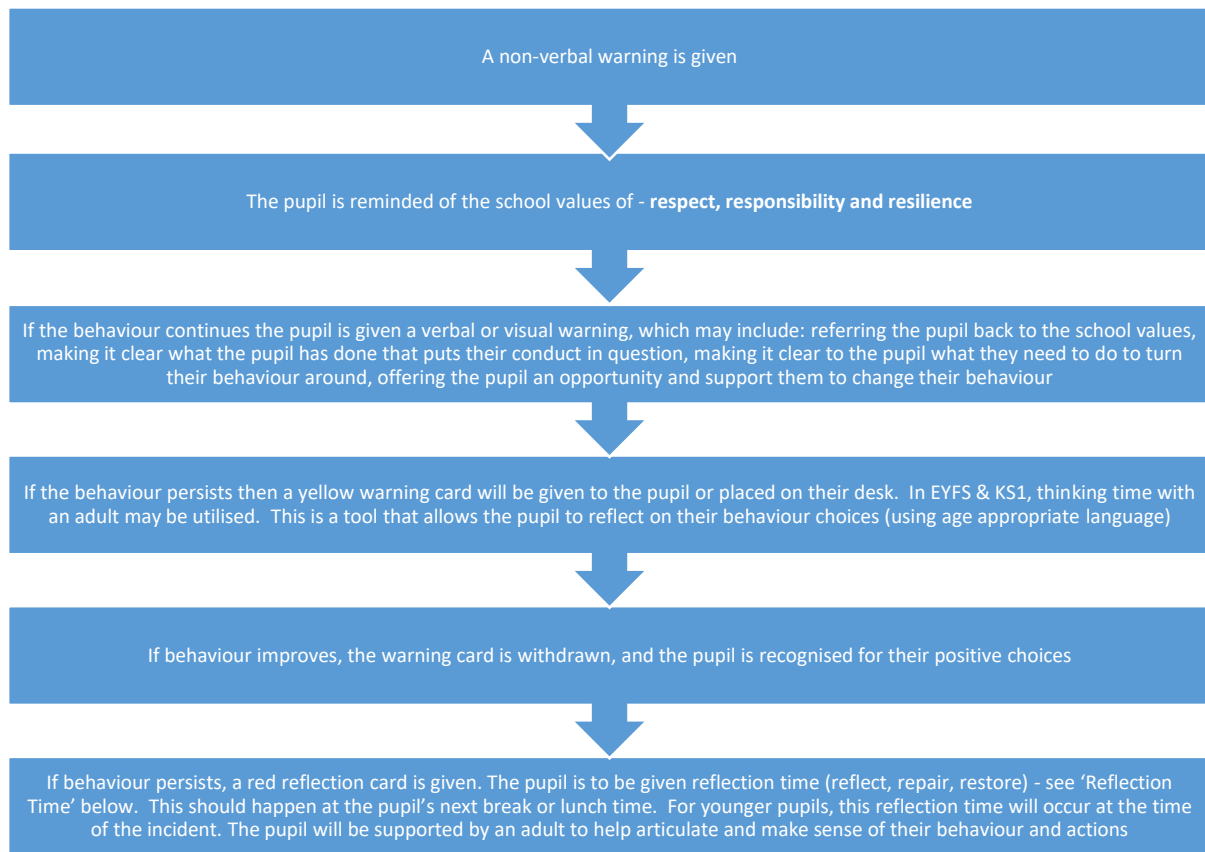 A non-verbal warning is given
The pupil is reminded of the school values of - respect, responsibility and resilience
If the behaviour continues the pupil is given a verbal or visual warning, which may include: referring the pupil back to the school values,
making it clear what the pupil has done that puts their conduct in question, making it clear to the pupil what they need to do to turn
their behaviour around, offering the pupil an opportunity and support them to change their behaviour
If the behaviour persists then a yellow warning card will be given to the pupil or placed on their desk.  In EYFS & KS1, thinking time with
an adult may be utilised.  This is a tool that allows the pupil to reflect on their behaviour choices (using age appropriate language)
If behaviour improves, the warning card is withdrawn, and the pupil is recognised for their positive choices
If behaviour persists, a red reflection card is given. The pupil is to be given reflection time (reflect, repair, restore) - see ‘Reflection
Time’ below.  This should happen at the pupil’s next break or lunch time.  For younger pupils, this reflection time will occur at the time
of the incident. The pupil will be supported by an adult to help articulate and make sense of their behaviour and actions